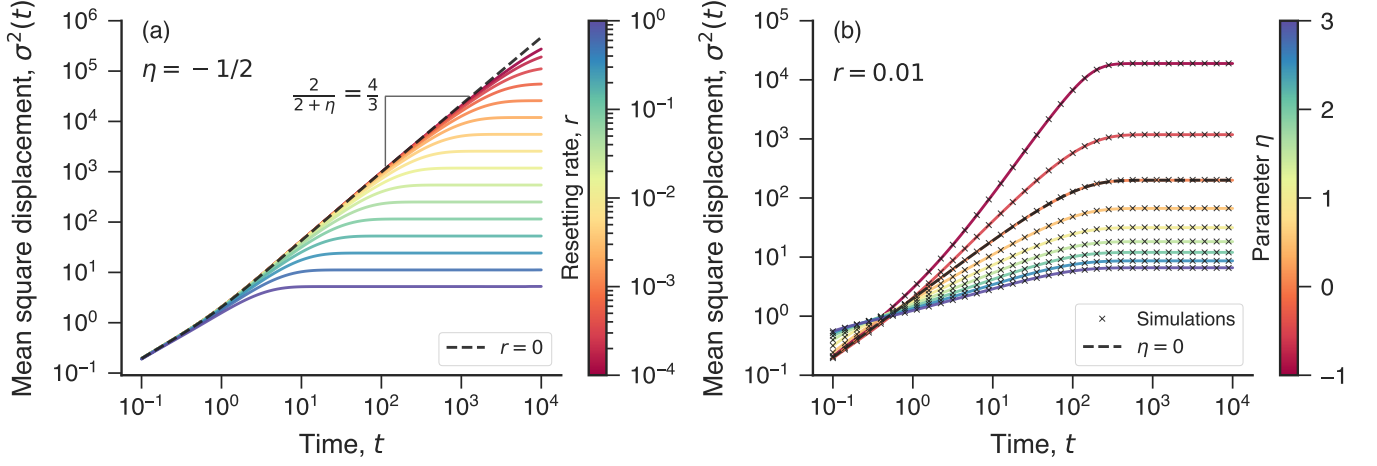 (a)
η = −1/2
2/(2+η) = 4/3
Mean square displacement, σ²(t)
10⁶
10⁵
10⁴
10³
10²
10¹
10⁰
10⁻¹
r = 0
10⁻¹ 10⁰ 10¹ 10² 10³ 10⁴
Time, t
Resetting rate, r
10⁰
10⁻¹
10⁻²
10⁻³
10⁻⁴
(b)
r = 0.01
Mean square displacement, σ²(t)
10⁵
10⁴
10³
10²
10¹
10⁰
10⁻¹
Simulations
η = 0
10⁻¹ 10⁰ 10¹ 10² 10³ 10⁴
Time, t
Parameter η
3
2
1
0
−1